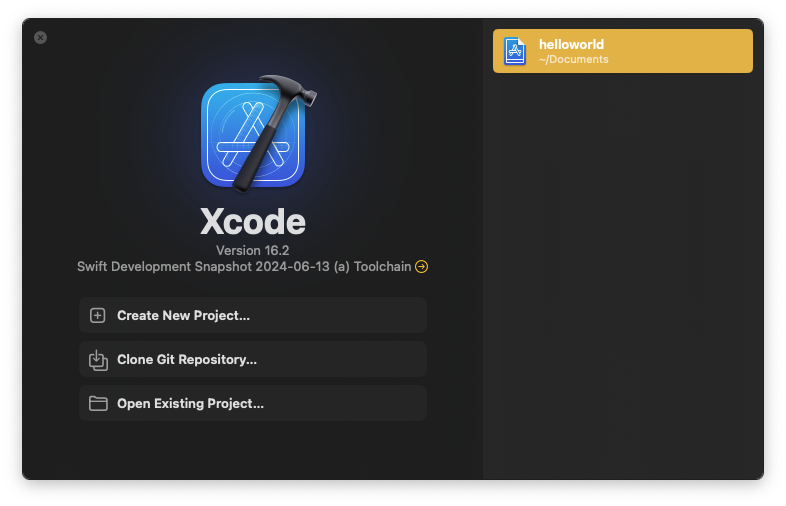 Xcode
Version 16.2
Swift Development Snapshot 2024-06-13 (a) Toolchain
Create New Project...
Clone Git Repository...
Open Existing Project...
helloworld
~/Documents